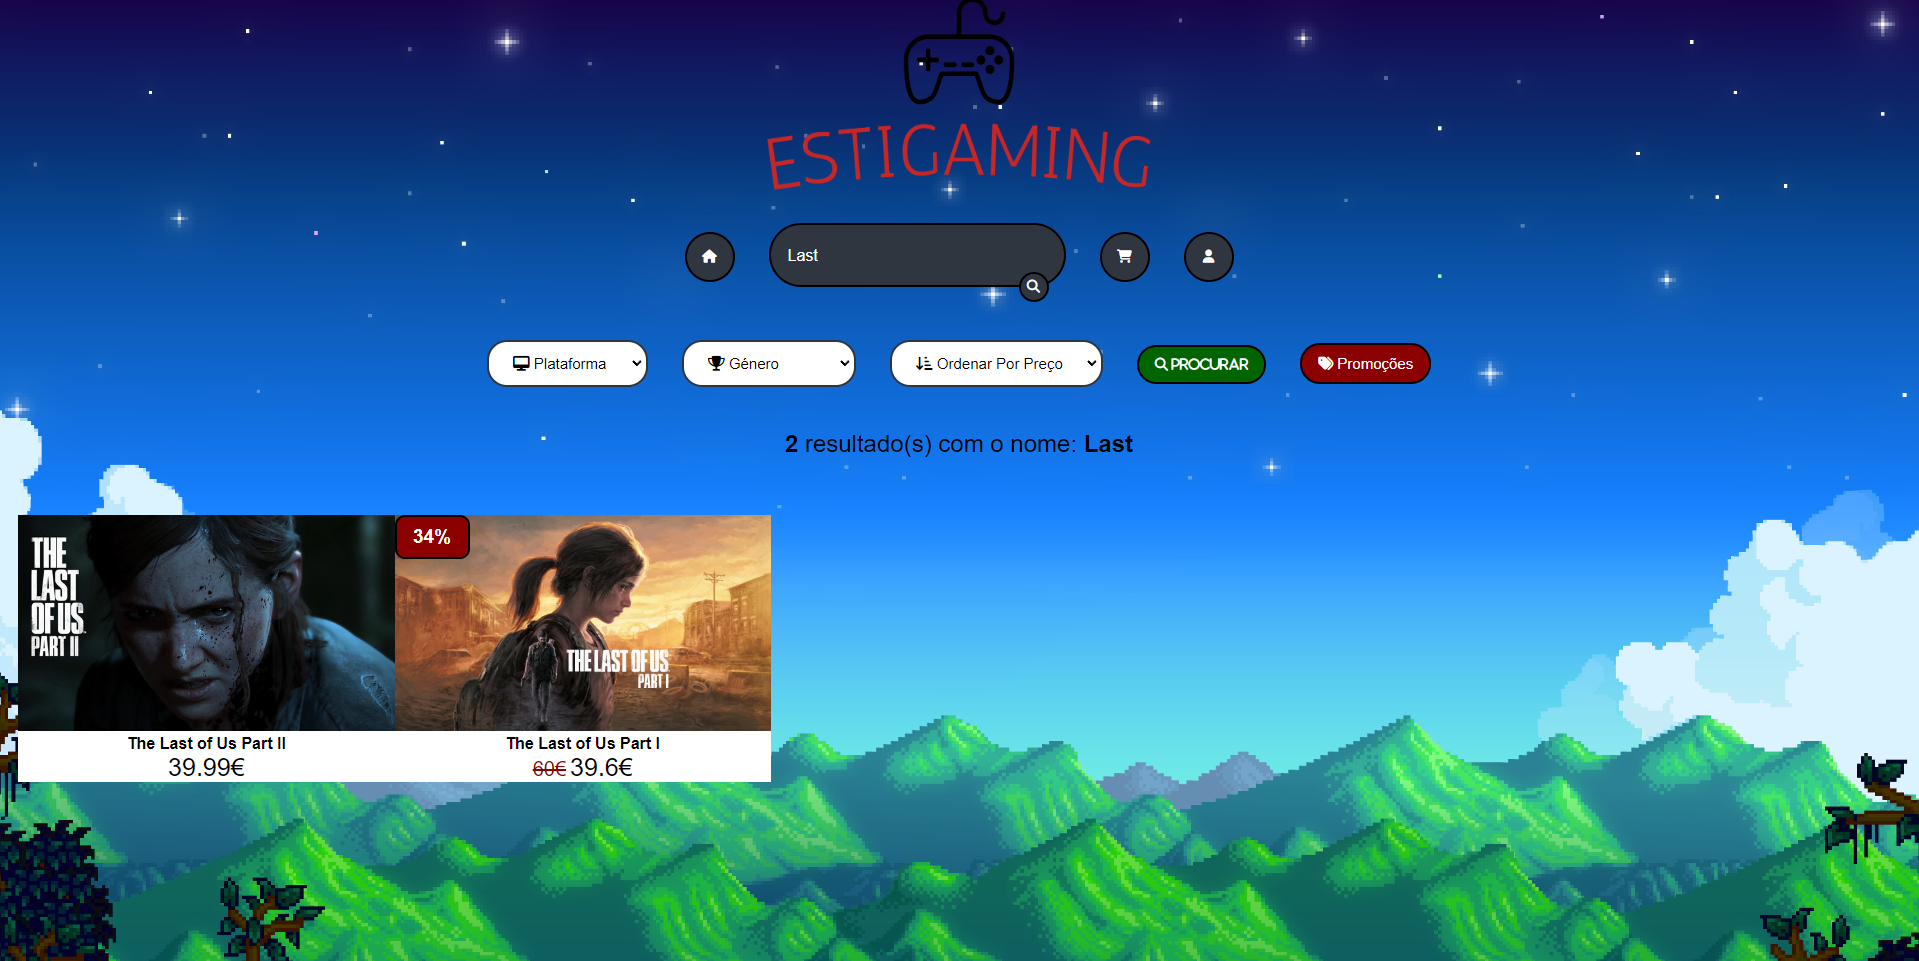 ESTIGAMING
Last
Plataforma
Género
Ordenar Por Preço
PROCURAR
Promoções
2 resultado(s) com o nome: Last
THE
LAST
OF US
PART II
34%
THE LAST OF US
PART I
The Last of Us Part II
39.99€
The Last of Us Part I
60€ 39.6€